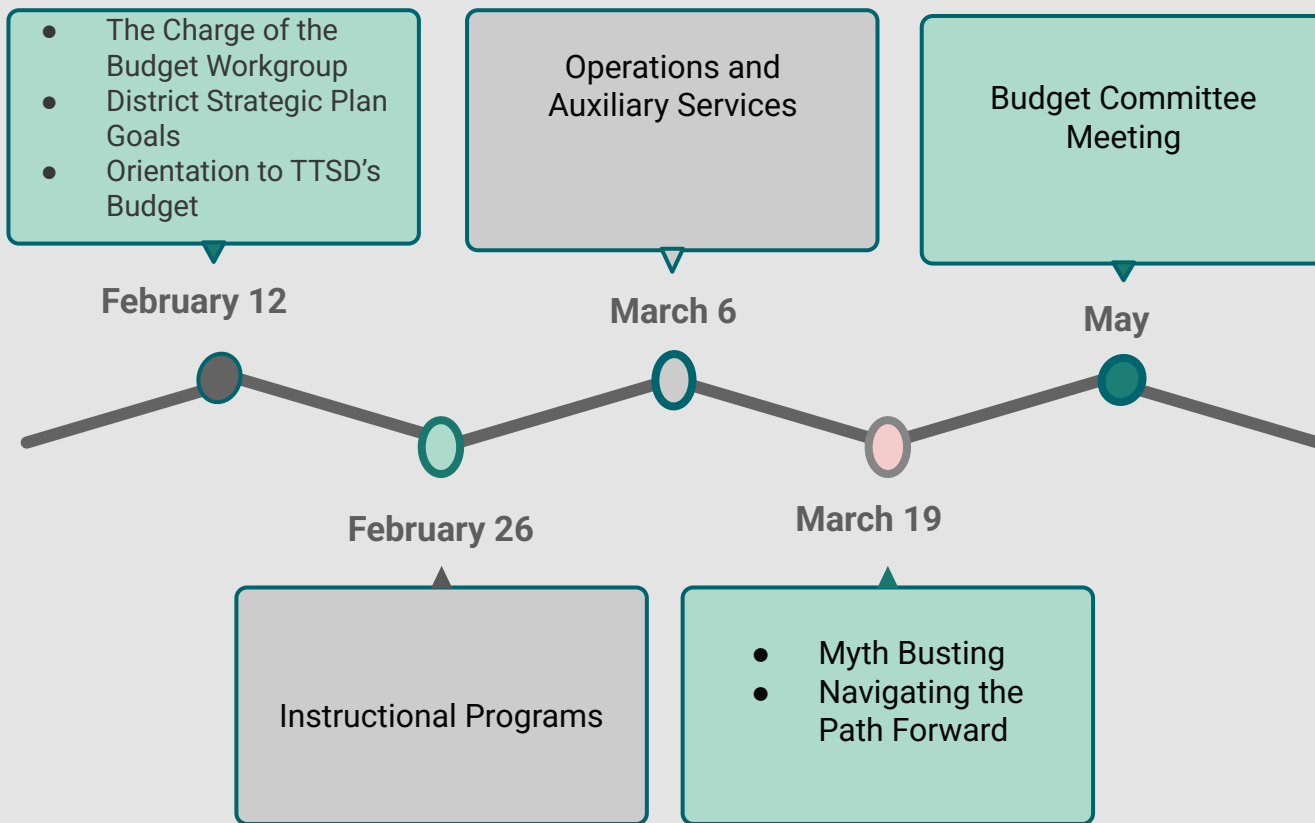 ● The Charge of the
Budget Workgroup
● District Strategic Plan
Goals
● Orientation to TTSD’s
Budget
February 12
Instructional Programs
February 26
Operations and
Auxiliary Services
March 6
● Myth Busting
● Navigating the
Path Forward
March 19
Budget Committee
Meeting
May